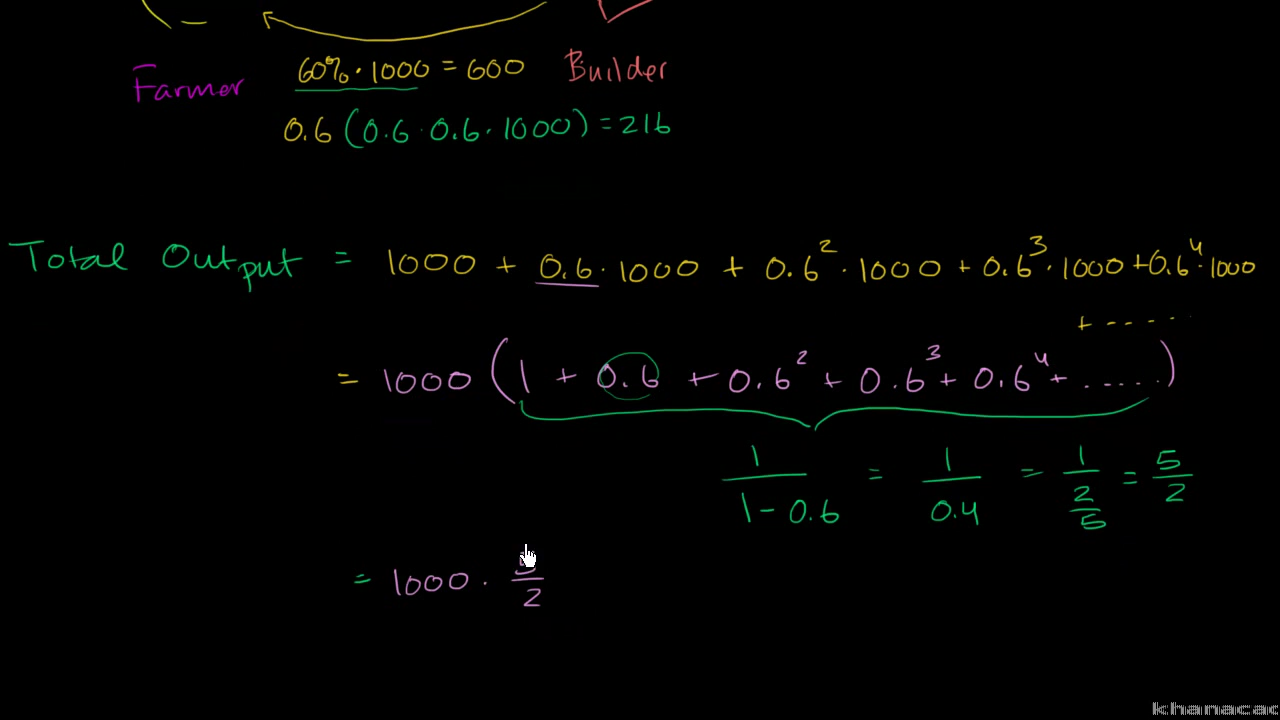 60% · 1000 = 600 Builder
Farmer
0.6 (0.6 · 0.6 · 1000) = 216
Total Output = 1000 + 0.6 · 1000 + 0.6² · 1000 + 0.6³ · 1000 + 0.6⁴ · 1000
+ - - - -
= 1000 (1 + 0.6 + 0.6² + 0.6³ + 0.6⁴ + .....)
1/(1 - 0.6) = 1/0.4 = 1/(2/5) = 5/2
= 1000 · 5/2
khanacad